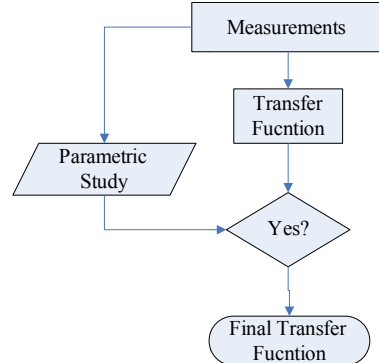 Measurements
Transfer
Fucntion
Parametric
Study
Yes?
Final Transfer
Fucntion